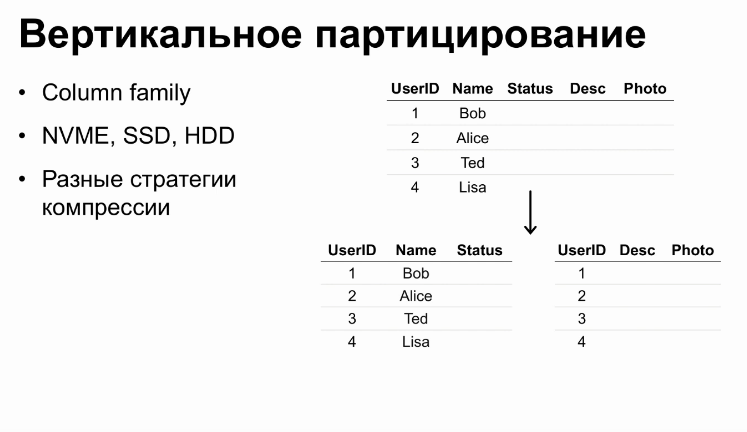 Вертикальное партицирование
• Column family
• NVME, SSD, HDD
• Разные стратегии
компрессии
UserID Name Status Desc Photo
1 Bob
2 Alice
3 Ted
4 Lisa
UserID Name Status
1 Bob
2 Alice
3 Ted
4 Lisa
UserID Desc Photo
1
2
3
4